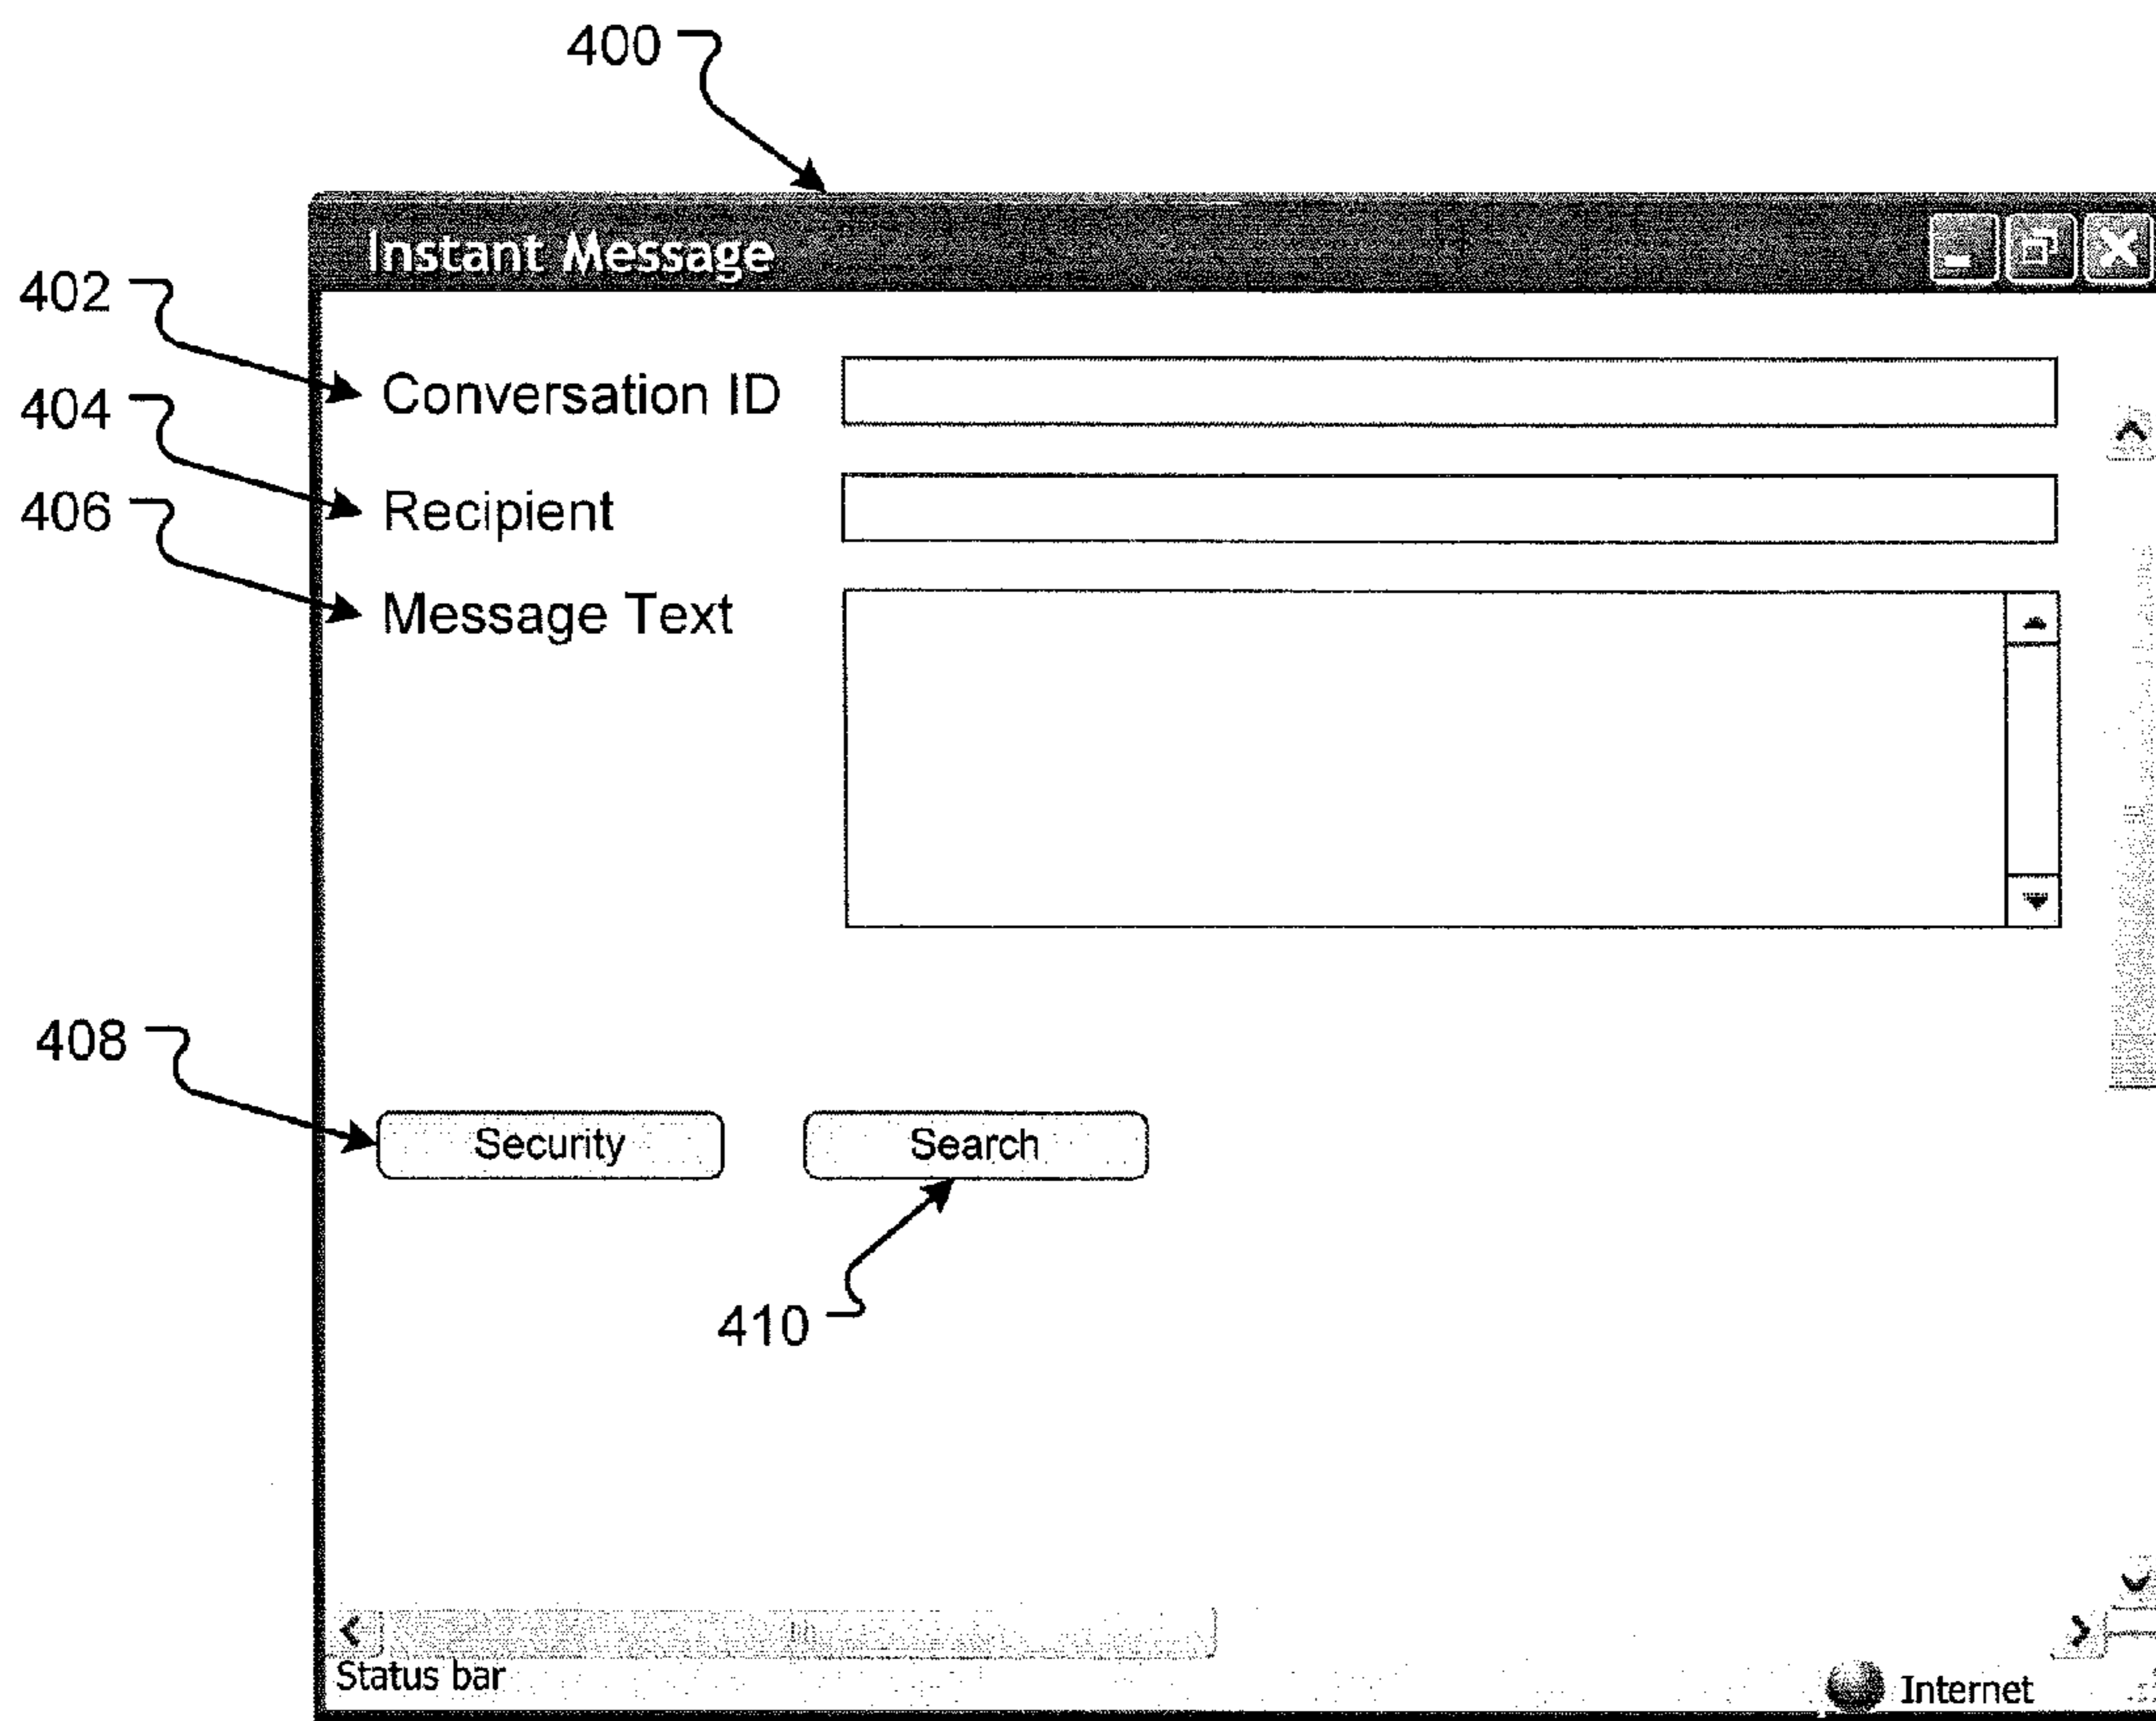 400
Instant Message
402
Conversation ID
404
Recipient
406
Message Text
408
Security
Search
410
Status bar
Internet